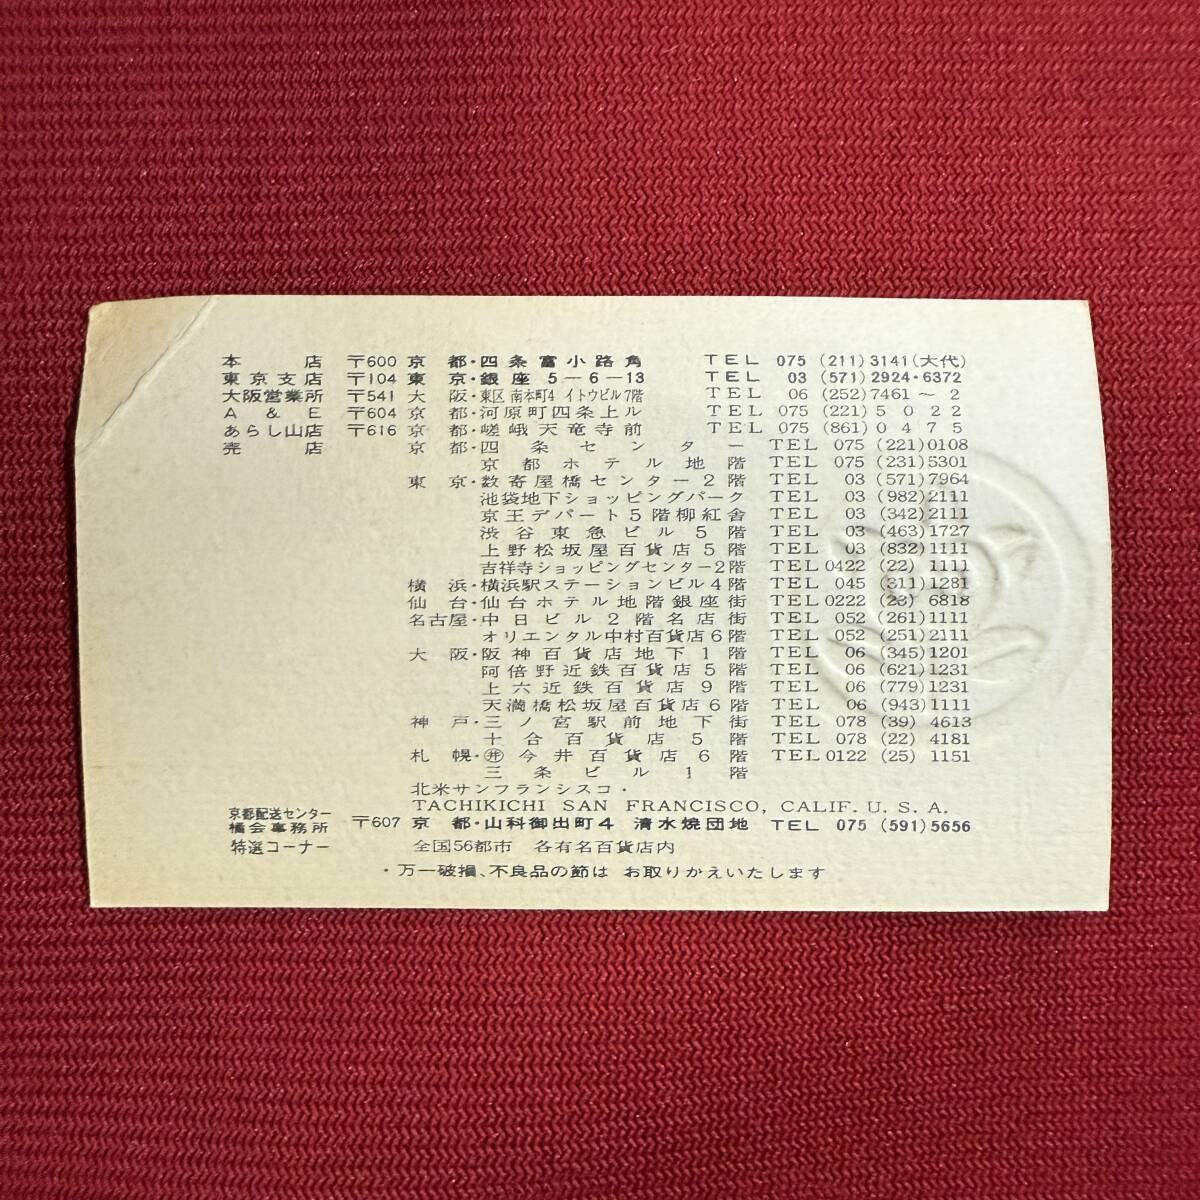 本店 〒600 京都・四条富小路角 TEL 075 (211) 3141 (大代)
東京支店 〒104 東京・銀座5－6－13 TEL 03 (571) 2924・6372
大阪営業所 〒541 大阪・東区南本町4 イトウビル7階 TEL 06 (252) 7461～2
A & E 〒604 京都・河原町四条上ル TEL 075 (221) 5022
あらし山店 〒616 京都・嵯峨天竜寺前 TEL 075 (861) 0475
売店 京都・四条センター TEL 075 (221) 0108
京都ホテル地階 TEL 075 (231) 5301
東京・数寄屋橋センター2階 TEL 03 (571) 7964
池袋地下ショッピングパーク TEL 03 (982) 2111
京王デパート5階柳紅舎 TEL 03 (342) 2111
渋谷東急ビル5階 TEL 03 (463) 1727
上野松坂屋百貨店5階 TEL 03 (832) 1111
吉祥寺ショッピングセンター2階 TEL 0422 (22) 1111
横浜・横浜駅ステーションビル4階 TEL 045 (311) 1281
仙台・仙台ホテル地階銀座街 TEL 0222 (23) 6818
名古屋・中日ビル2階名店街 TEL 052 (261) 1111
オリエンタル中村百貨店6階 TEL 052 (251) 2111
大阪・阪神百貨店地下1階 TEL 06 (345) 1201
阿倍野近鉄百貨店5階 TEL 06 (621) 1231
上六近鉄百貨店9階 TEL 06 (779) 1231
天満橋松坂屋百貨店6階 TEL 06 (943) 1111
神戸・三ノ宮駅前地下街 TEL 078 (39) 4613
十合百貨店5階 TEL 078 (22) 4181
札幌・㊉今井百貨店6階 TEL 0122 (25) 1151
三条ビル1階
北米サンフランシスコ・
TACHIKICHI SAN FRANCISCO, CALIF. U. S. A.
京都配送センター
橘会事務所 〒607 京都・山科御出町4 清水焼団地 TEL 075 (591) 5656
特選コーナー 全国56都市 各有名百貨店内
・万一破損、不良品の節は お取りかえいたします